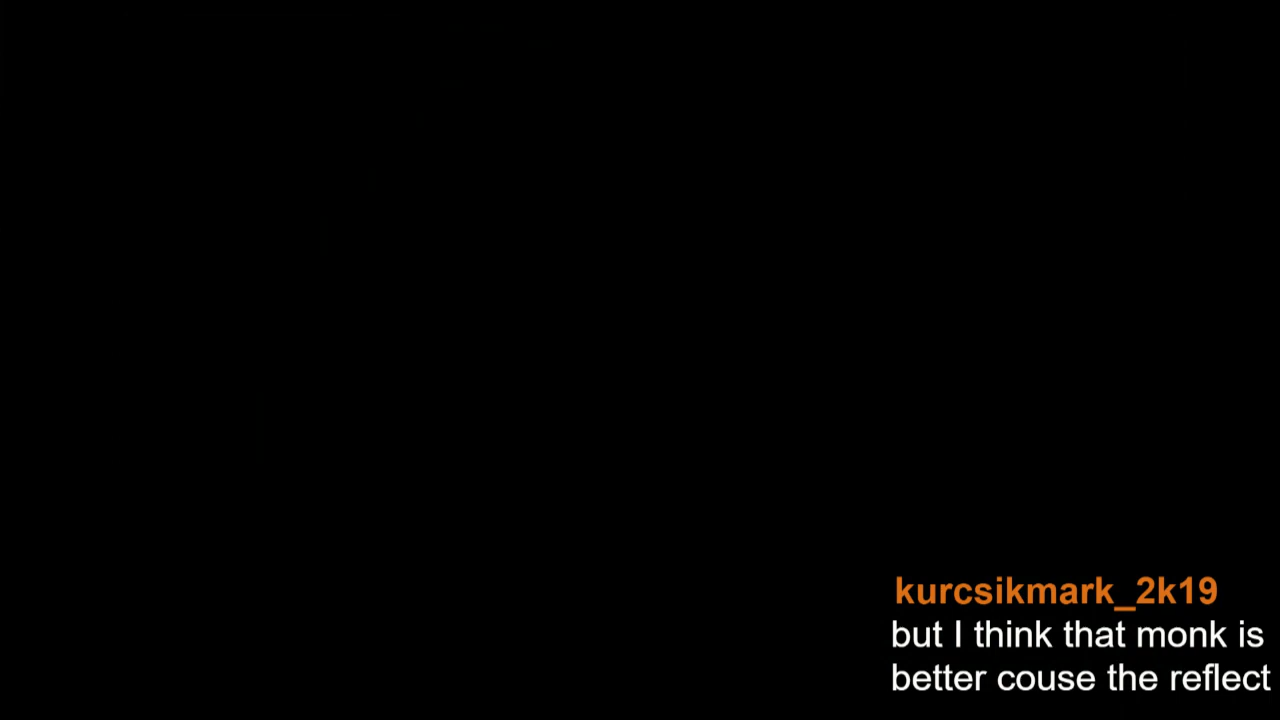 kurcsikmark_2k19
but I think that monk is
better couse the reflect